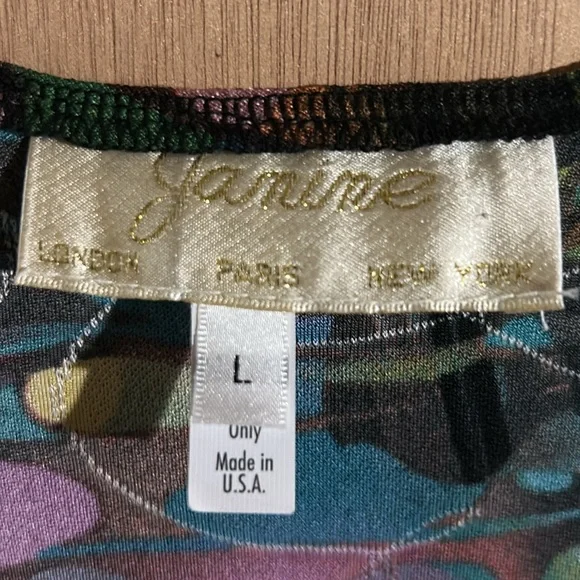 Janine
LONDON PARIS NEW YORK
L
Only
Made in
U.S.A.